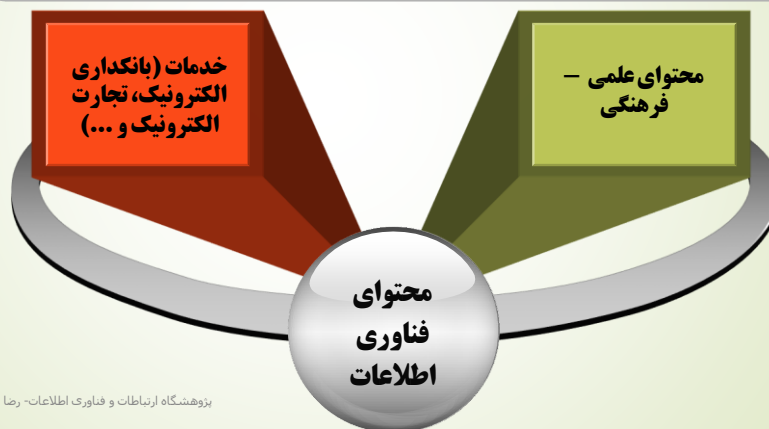 محتوای علمی –
فرهنگی
خدمات (بانکداری
الکترونیک، تجارت
الکترونیک و ...)
محتوای
فناوری
اطلاعات
پژوهشگاه ارتباطات و فناوری اطلاعات- رضا